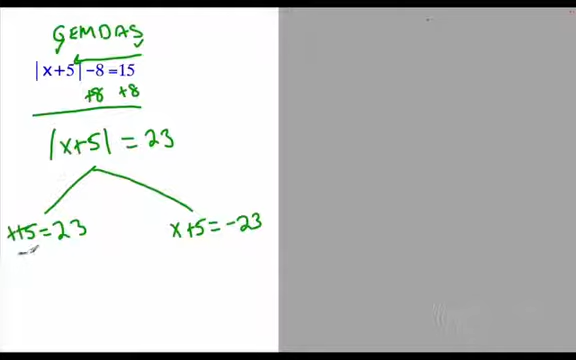 GEMDAS
|x+5|-8=15
+8 +8
|x+5| = 23
x+5=23 x+5=-23